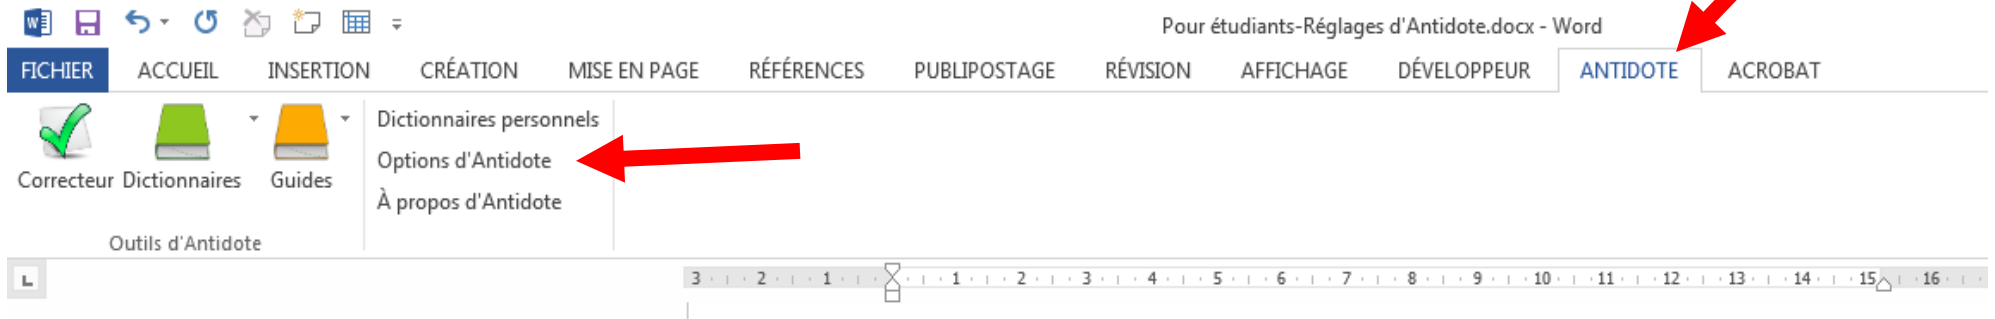 Pour étudiants-Réglages d'Antidote.docx - Word
FICHIER ACCUEIL INSERTION CRÉATION MISE EN PAGE RÉFÉRENCES PUBLIPOSTAGE RÉVISION AFFICHAGE DÉVELOPPEUR ANTIDOTE ACROBAT
Correcteur Dictionnaires Guides
Dictionnaires personnels
Options d'Antidote
À propos d'Antidote
Outils d'Antidote
L 3 2 1 1 2 3 4 5 6 7 8 9 10 11 12 13 14 15 16